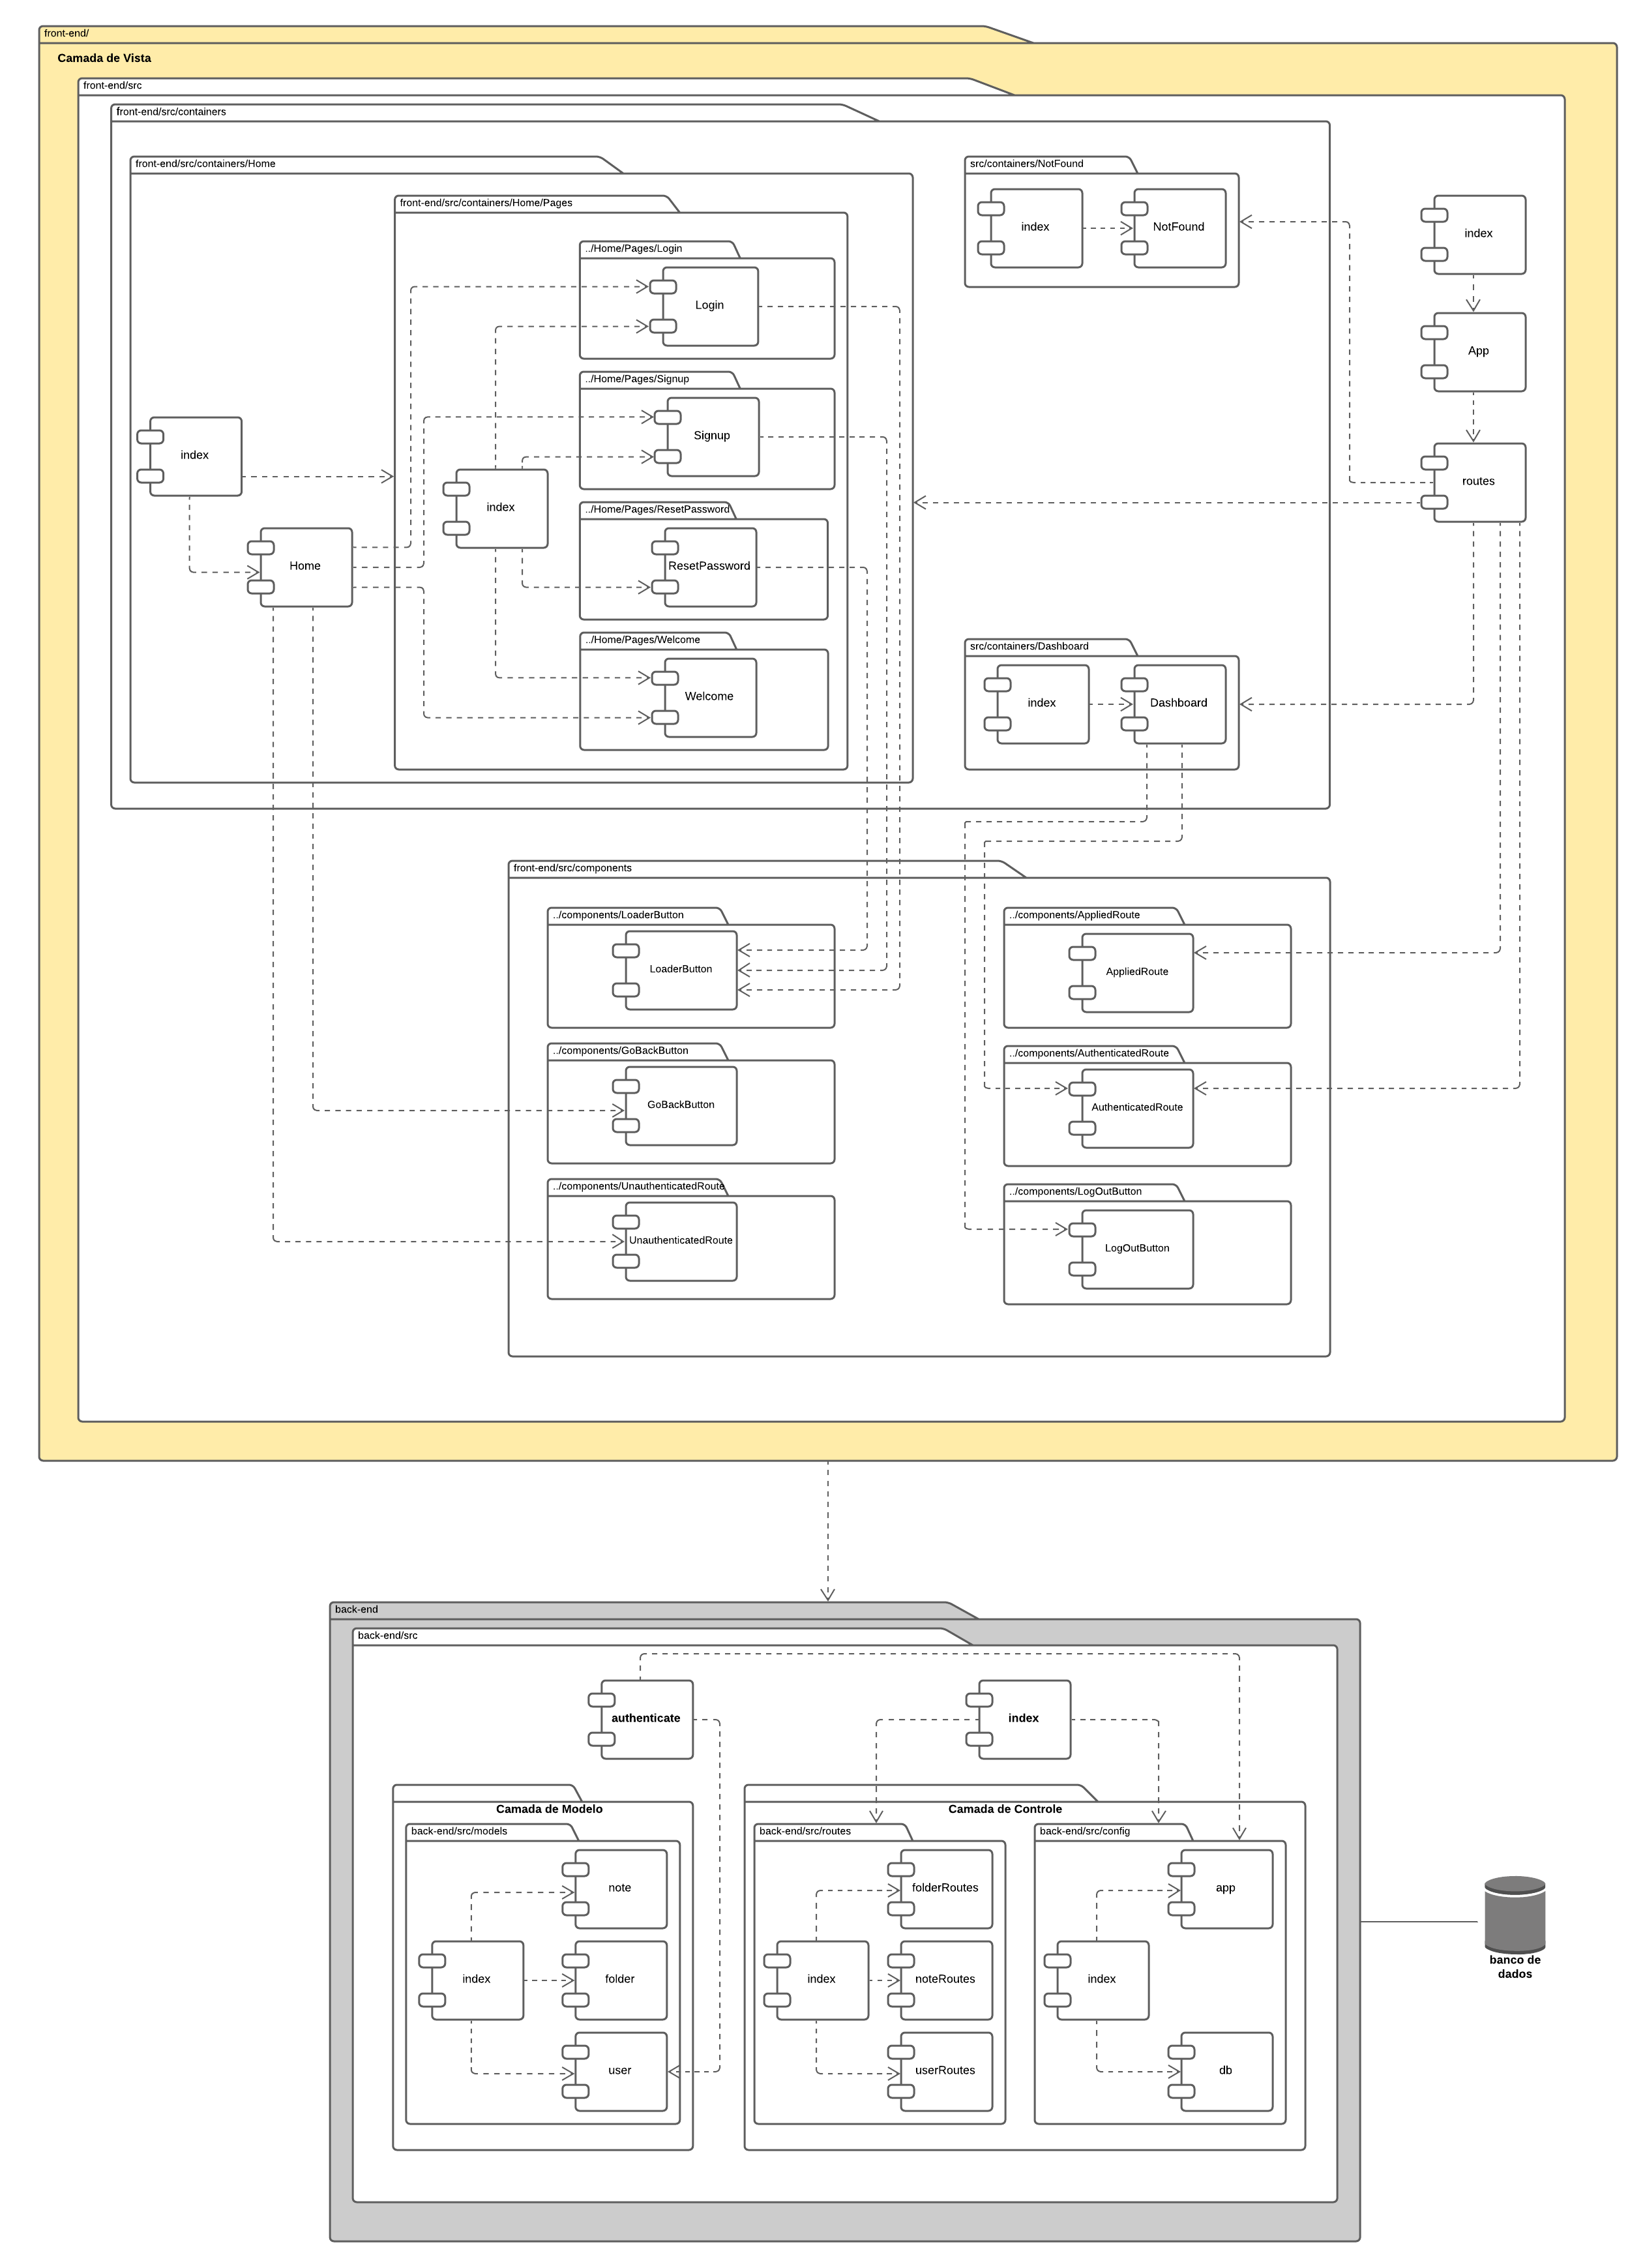 front-end/
Camada de Vista
front-end/src
front-end/src/containers
front-end/src/containers/Home
front-end/src/containers/Home/Pages
../Home/Pages/Login
Login
../Home/Pages/Signup
Signup
index
index
../Home/Pages/ResetPassword
ResetPassword
Home
../Home/Pages/Welcome
Welcome
src/containers/NotFound
index
NotFound
src/containers/Dashboard
index
Dashboard
index
App
routes
front-end/src/components
../components/LoaderButton
LoaderButton
../components/GoBackButton
GoBackButton
../components/UnauthenticatedRoute
UnauthenticatedRoute
../components/AppliedRoute
AppliedRoute
../components/AuthenticatedRoute
AuthenticatedRoute
../components/LogOutButton
LogOutButton
back-end
back-end/src
authenticate
index
Camada de Modelo
back-end/src/models
note
index
folder
user
Camada de Controle
back-end/src/routes
folderRoutes
index
noteRoutes
userRoutes
back-end/src/config
app
index
db
banco de
dados